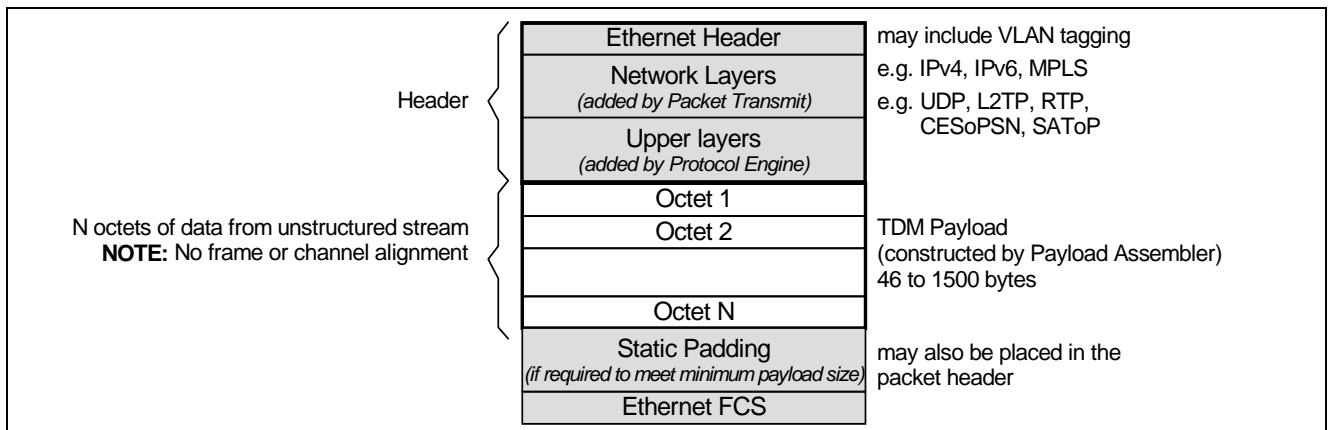 Ethernet Header
may include VLAN tagging
Network Layers
(added by Packet Transmit)
e.g. IPv4, IPv6, MPLS
Header
e.g. UDP, L2TP, RTP,
CESoPSN, SAToP
Upper layers
(added by Protocol Engine)
Octet 1
N octets of data from unstructured stream
NOTE: No frame or channel alignment
Octet 2
TDM Payload
(constructed by Payload Assembler)
46 to 1500 bytes
Octet N
Static Padding
(if required to meet minimum payload size)
may also be placed in the
packet header
Ethernet FCS